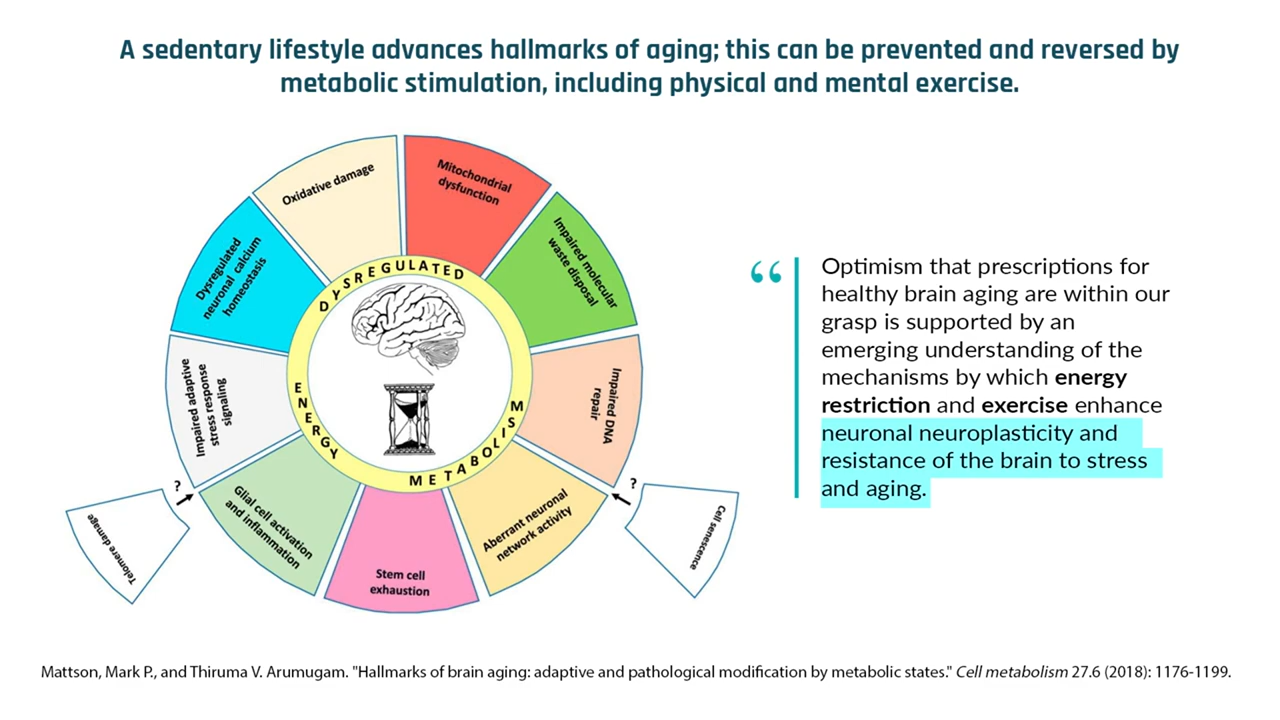 A sedentary lifestyle advances hallmarks of aging; this can be prevented and reversed by
metabolic stimulation, including physical and mental exercise.
Oxidative damage
Mitochondrial
dysfunction
Impaired molecular
waste disposal
Impaired DNA
repair
Aberrant neuronal
network activity
Stem cell
exhaustion
Glial cell activation
and inflammation
Impaired adaptive
stress response
signaling
Dysregulated
neuronal calcium
homeostasis
DYSREGULATED
ENERGY
METABOLISM
?
Telomere damage
?
Cell senescence
“
Optimism that prescriptions for
healthy brain aging are within our
grasp is supported by an
emerging understanding of the
mechanisms by which energy
restriction and exercise enhance
neuronal neuroplasticity and
resistance of the brain to stress
and aging.
Mattson, Mark P., and Thiruma V. Arumugam. "Hallmarks of brain aging: adaptive and pathological modification by metabolic states." Cell metabolism 27.6 (2018): 1176-1199.